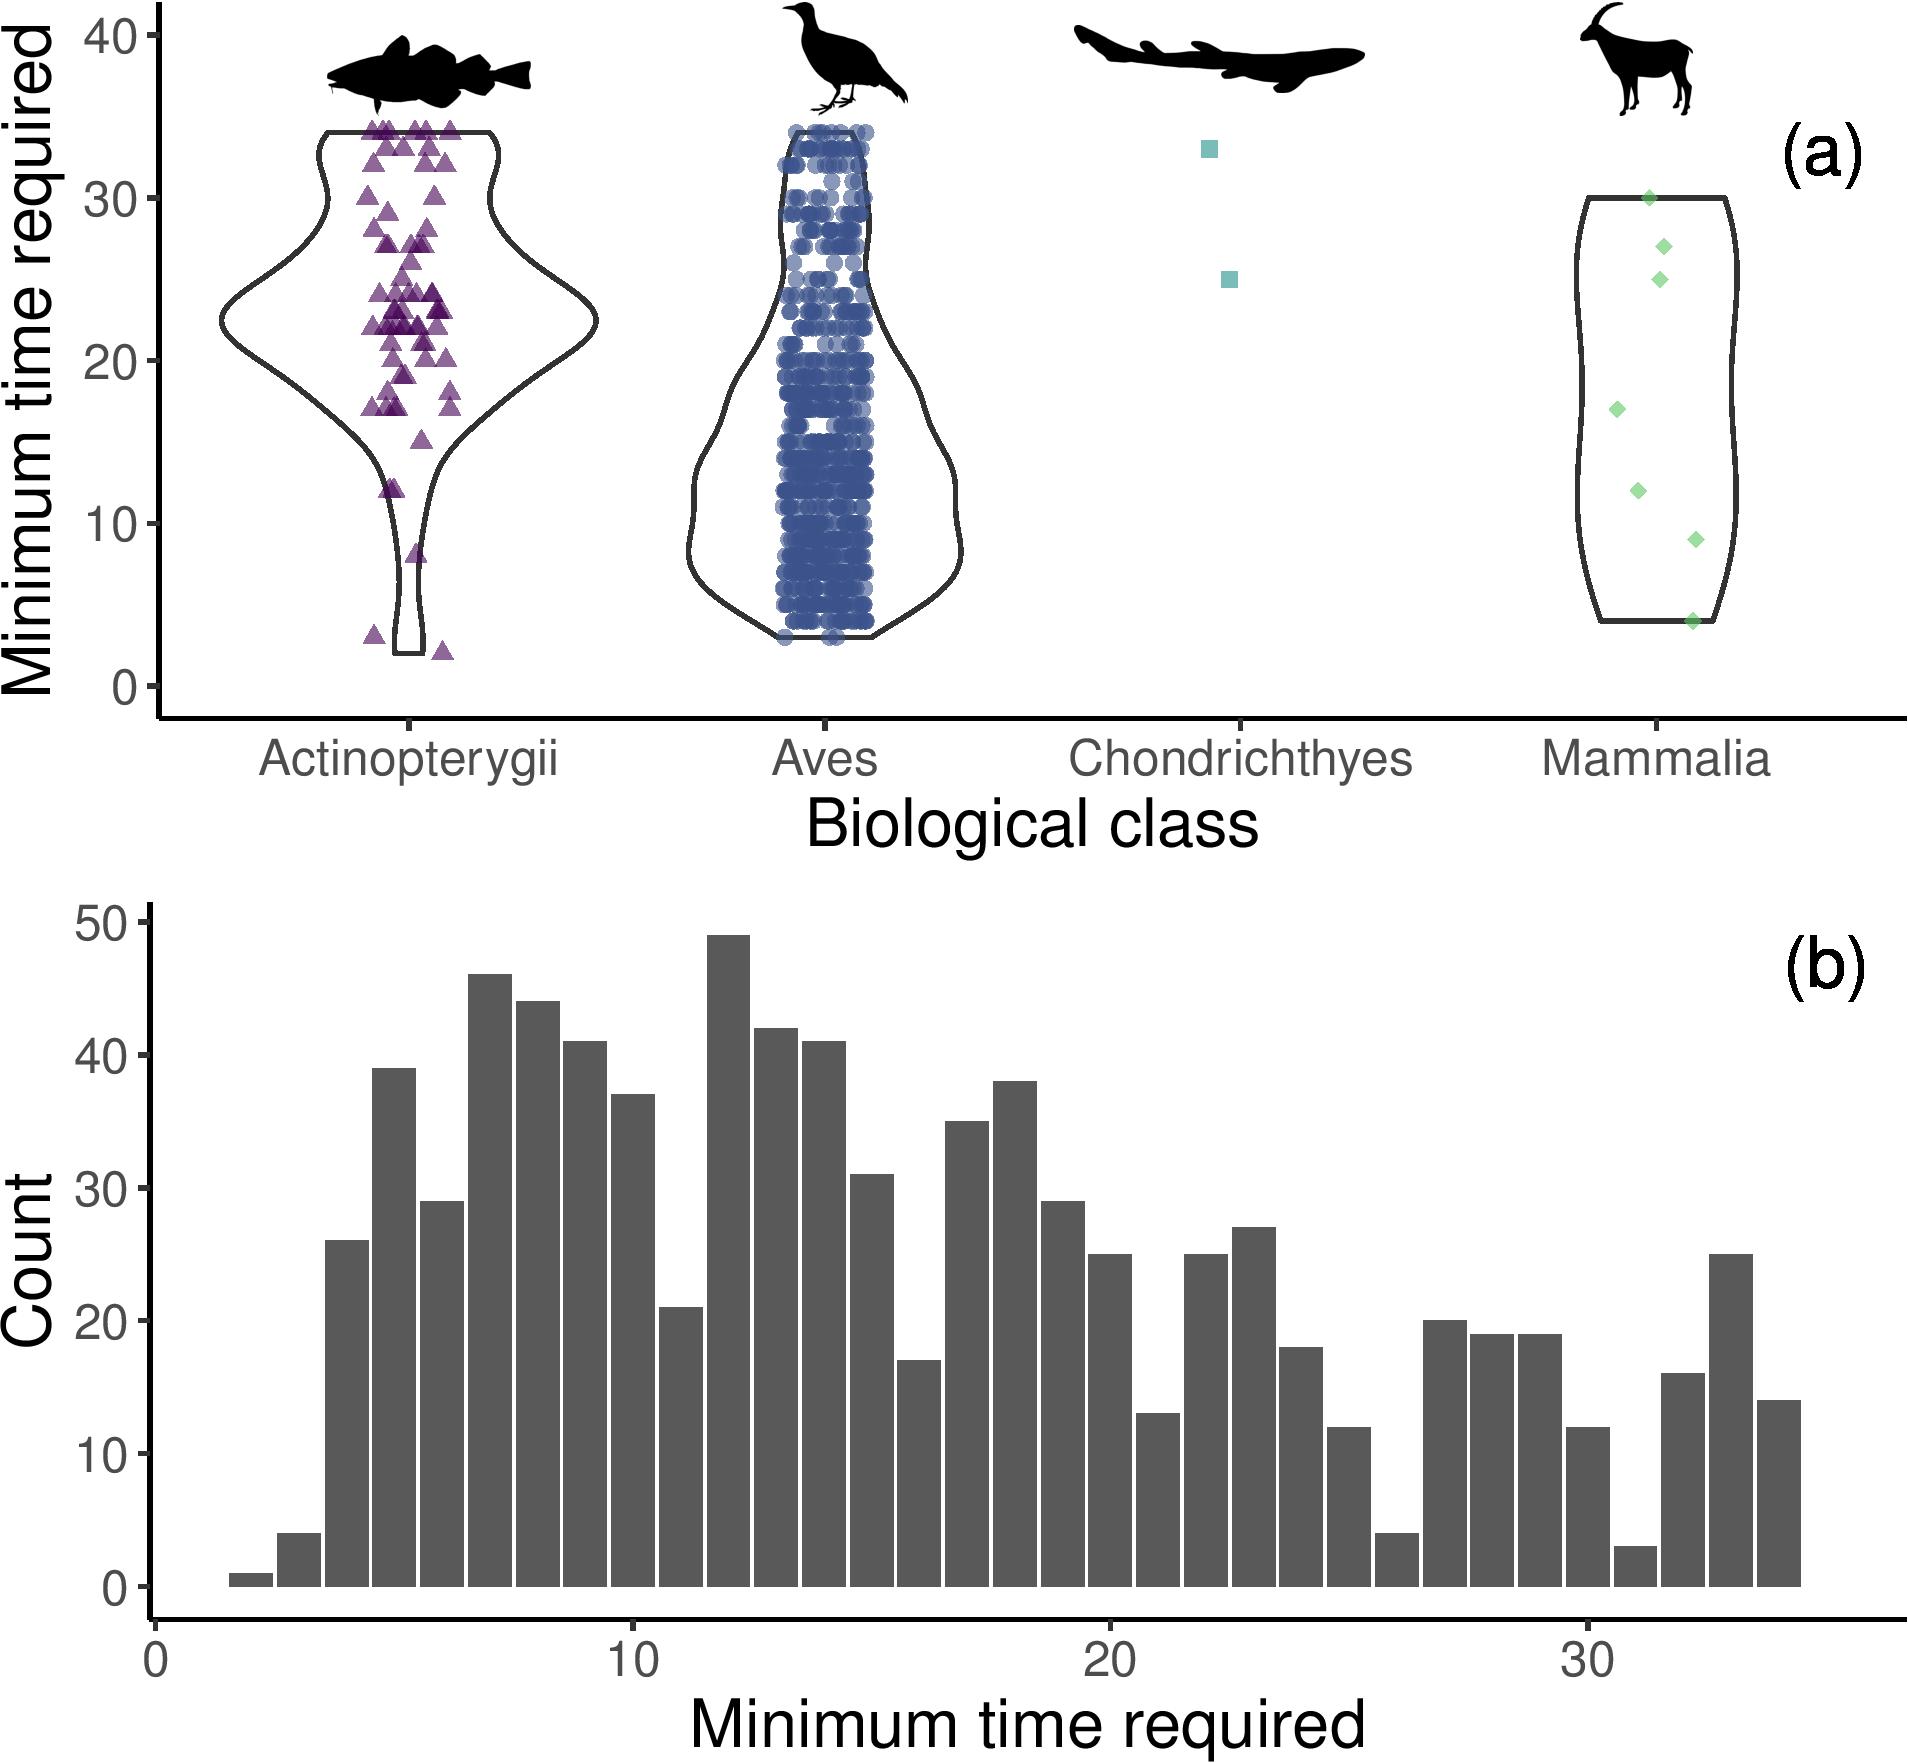 Minimum time required
40
30
20
10
0
(a)
Actinopterygii Aves Chondrichthyes Mammalia
Biological class
Count
50
40
30
20
10
0
(b)
0 10 20 30
Minimum time required